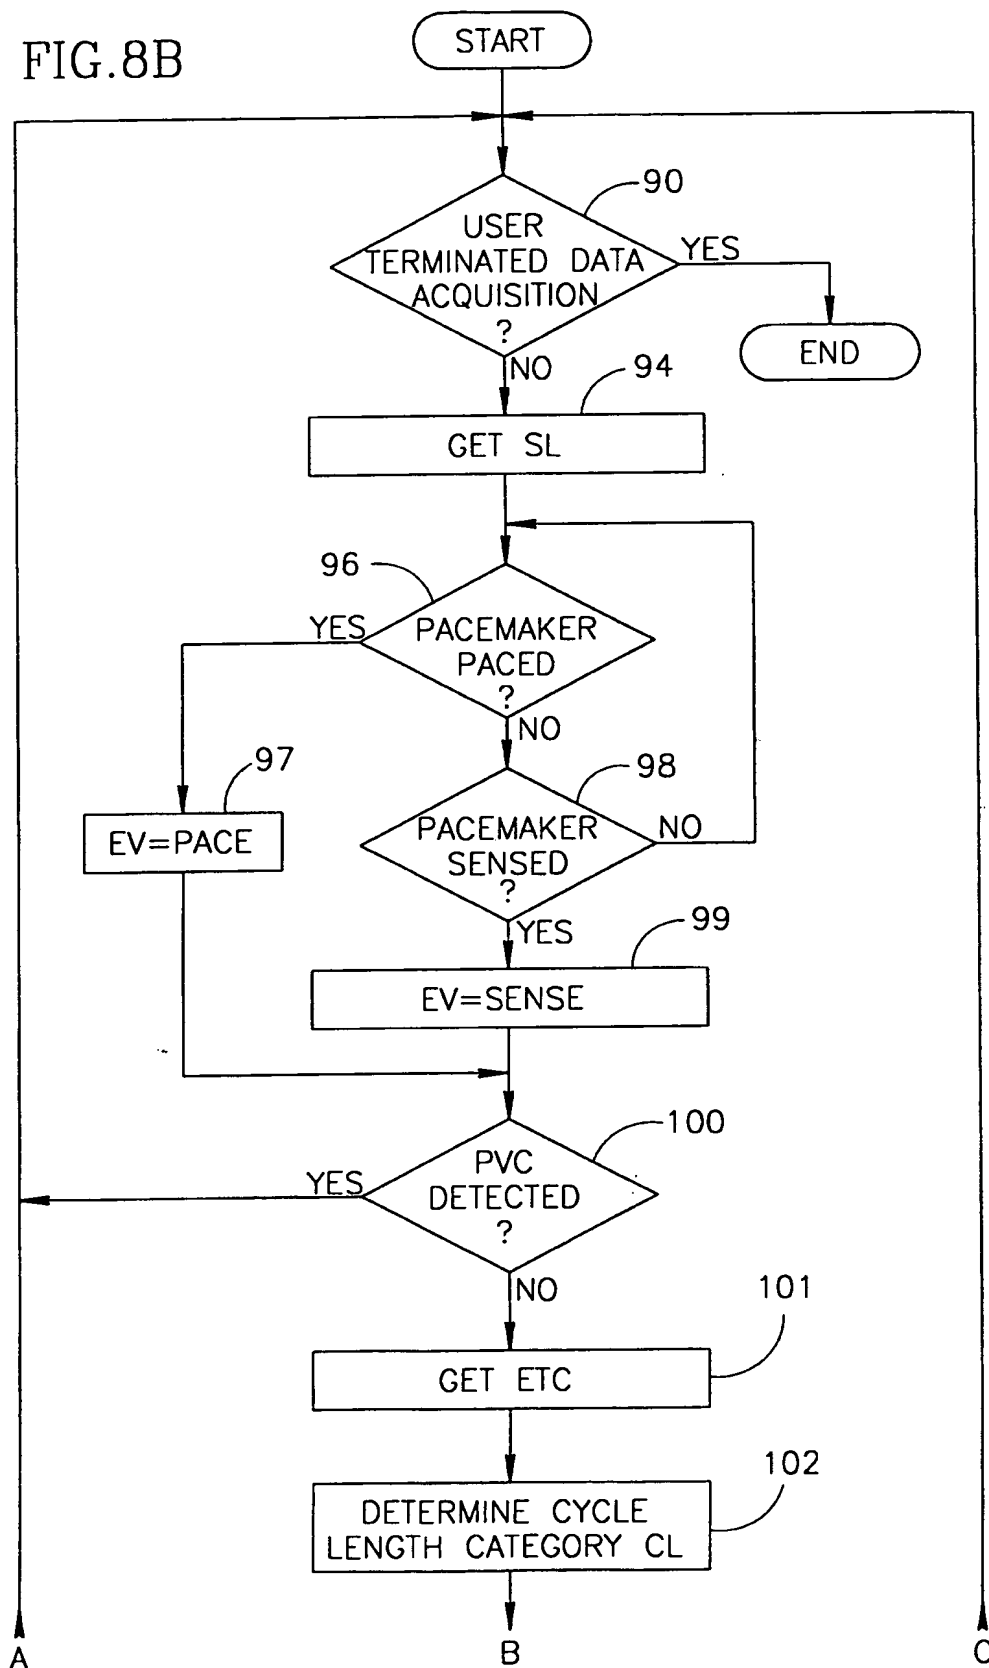 FIG.8B
START
90
USER
TERMINATED DATA
ACQUISITION
?
YES
END
NO
94
GET SL
96
YES
PACEMAKER
PACED
?
NO
97
EV=PACE
98
PACEMAKER
SENSED
?
NO
YES
99
EV=SENSE
100
PVC
DETECTED
?
YES
NO
101
GET ETC
102
DETERMINE CYCLE
LENGTH CATEGORY CL
A
B
C